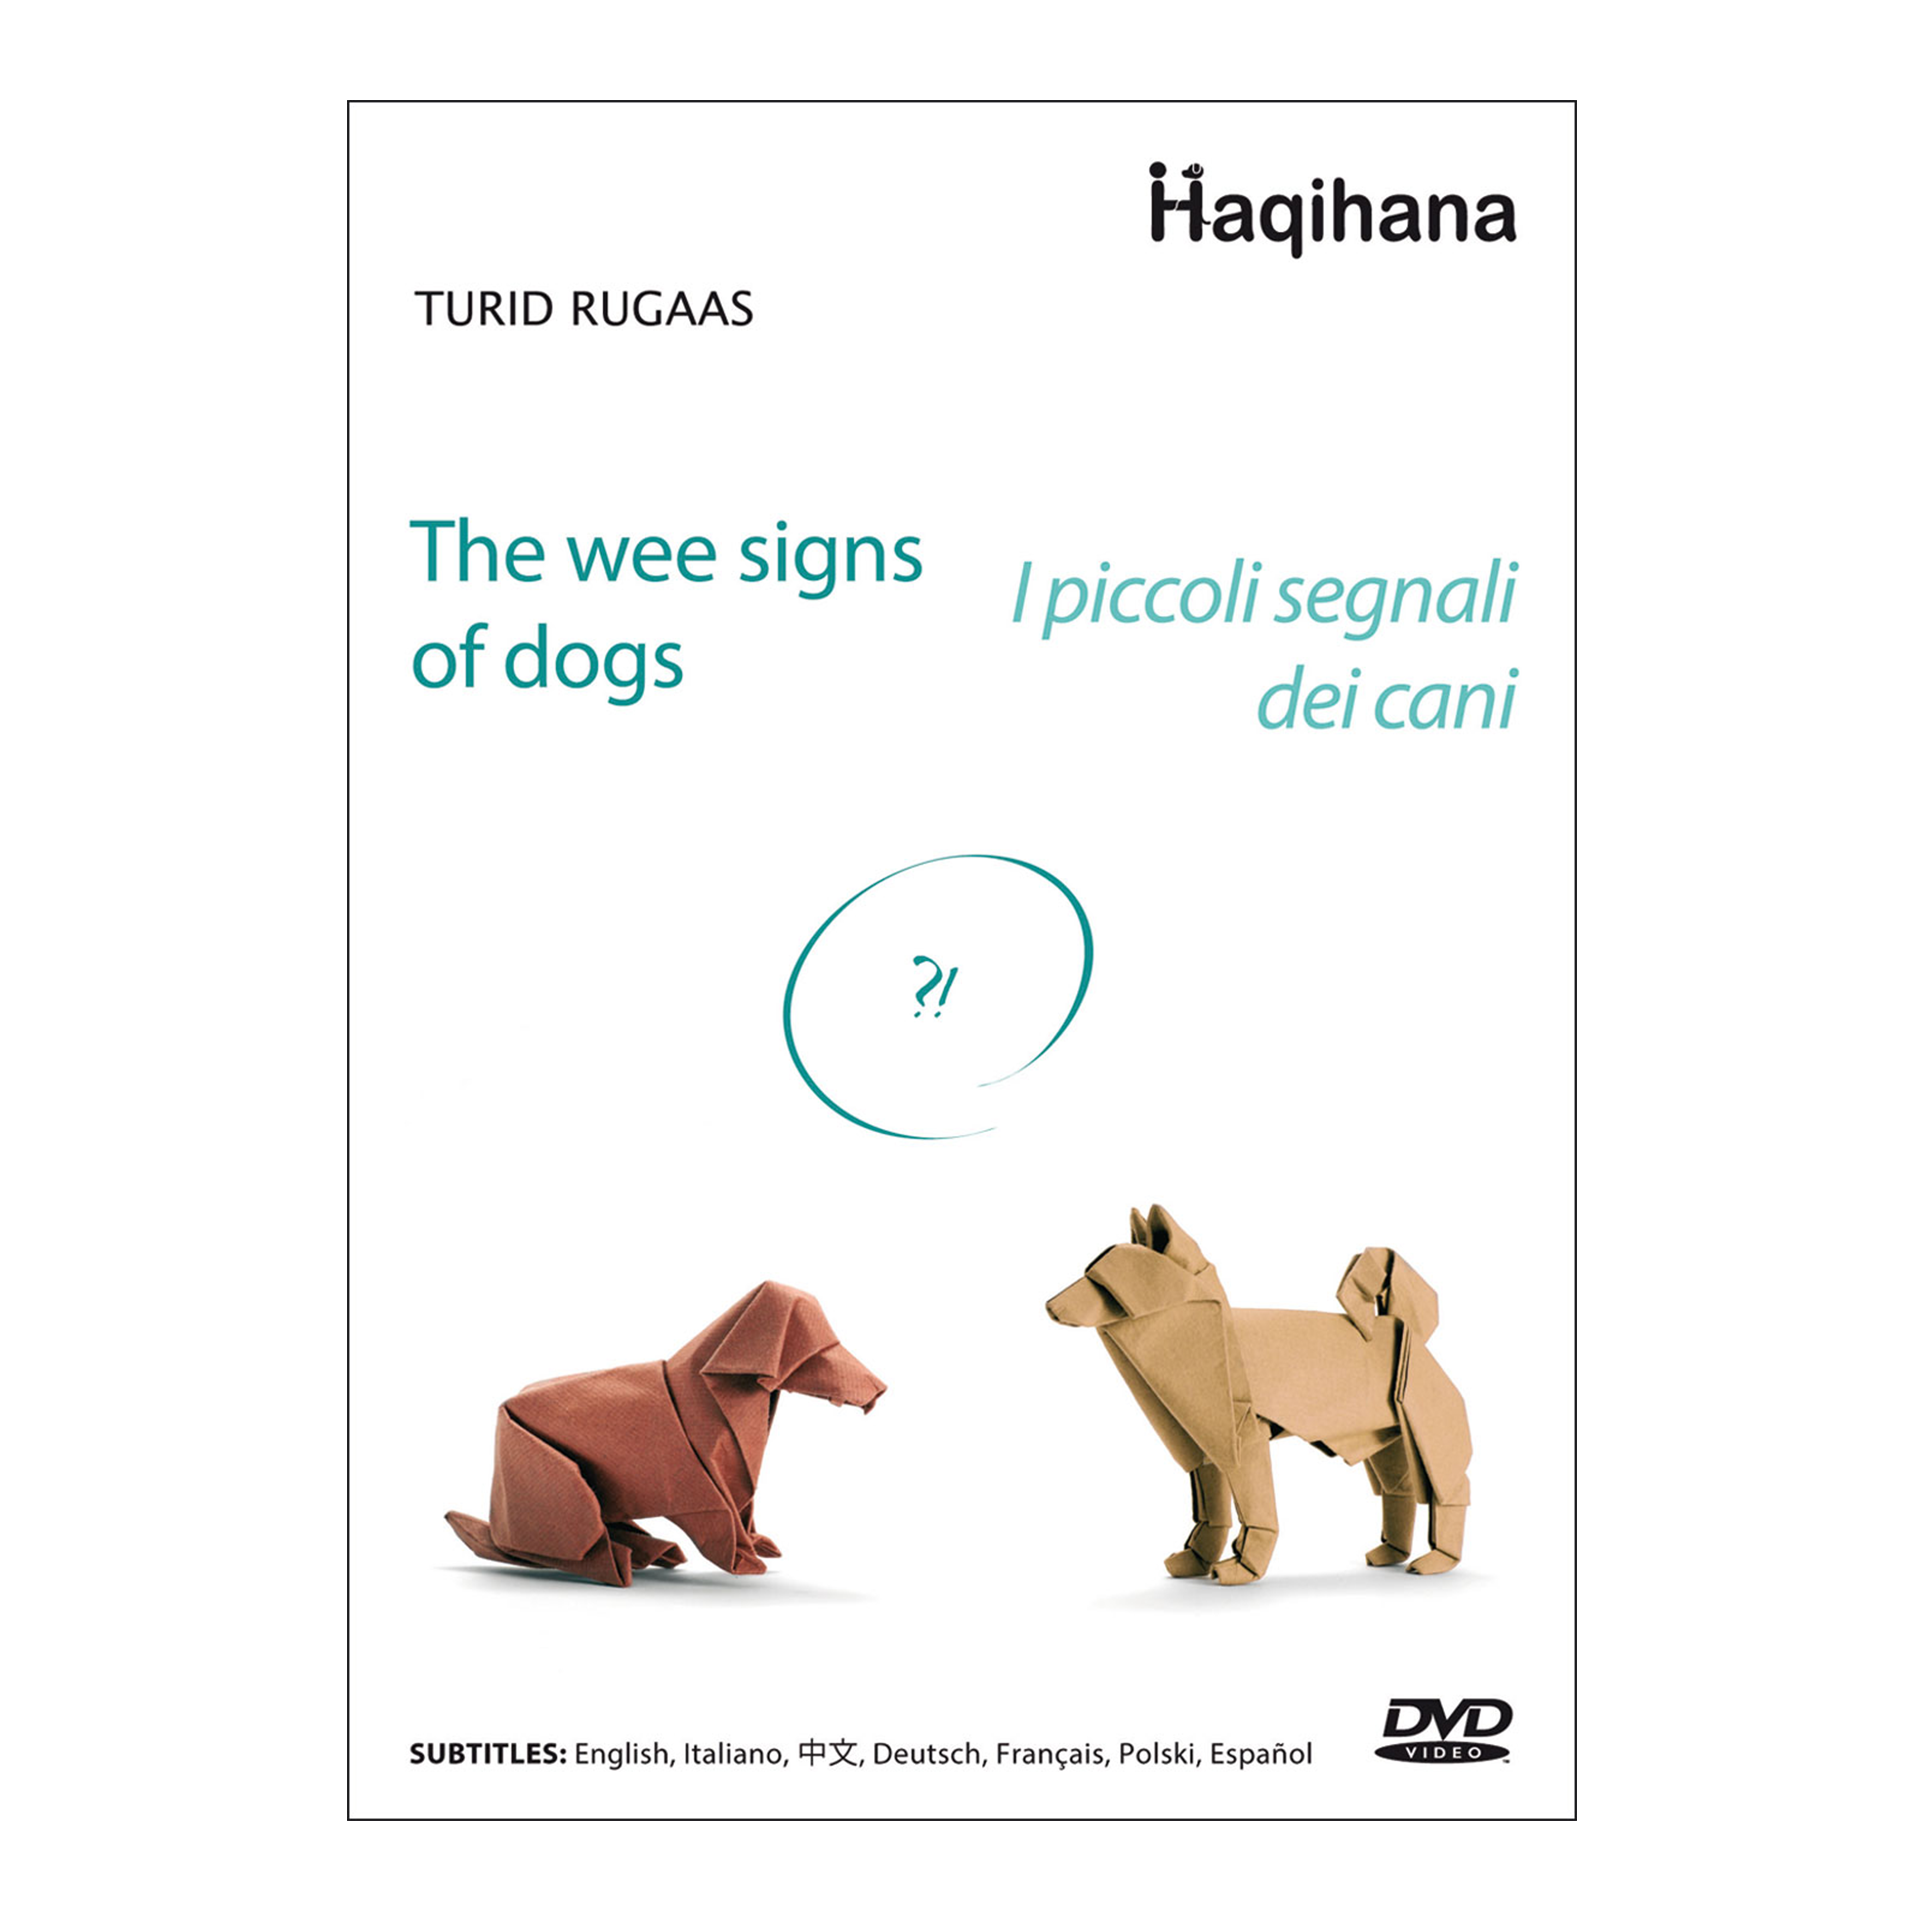 Haqihana
TURID RUGAAS
The wee signs
of dogs
I piccoli segnali
dei cani
?!
SUBTITLES: English, Italiano, 中文, Deutsch, Français, Polski, Español
DVD
VIDEO
TM